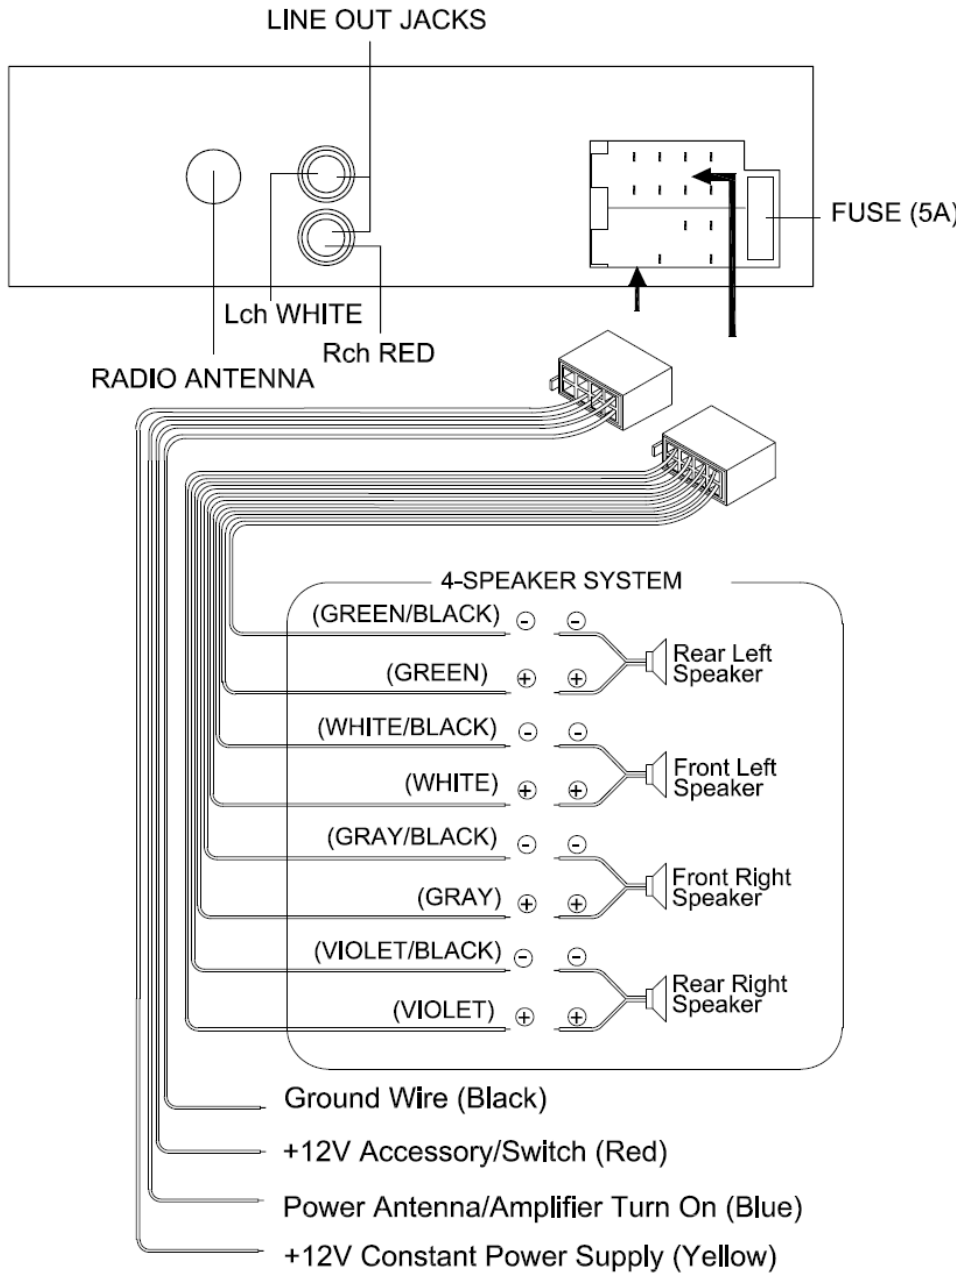 LINE OUT JACKS
FUSE (5A)
Lch WHITE
Rch RED
RADIO ANTENNA
4-SPEAKER SYSTEM
(GREEN/BLACK) - -
Rear Left
Speaker
(GREEN) + +
(WHITE/BLACK) - -
Front Left
Speaker
(WHITE) + +
(GRAY/BLACK) - -
Front Right
Speaker
(GRAY) + +
(VIOLET/BLACK) - -
Rear Right
Speaker
(VIOLET) + +
Ground Wire (Black)
+12V Accessory/Switch (Red)
Power Antenna/Amplifier Turn On (Blue)
+12V Constant Power Supply (Yellow)